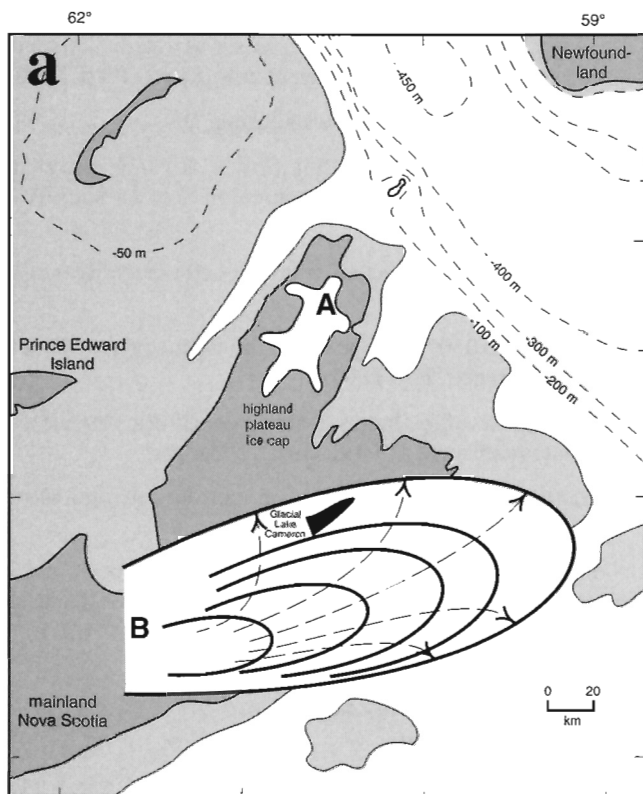 62°
59°
a
Newfound-
land
-450 m
-50 m
-400 m
A
-100 m
-300 m
-200 m
Prince Edward
Island
highland
plateau
ice cap
Glacial
Lake
Cameron
B
mainland
Nova Scotia
0 20
km